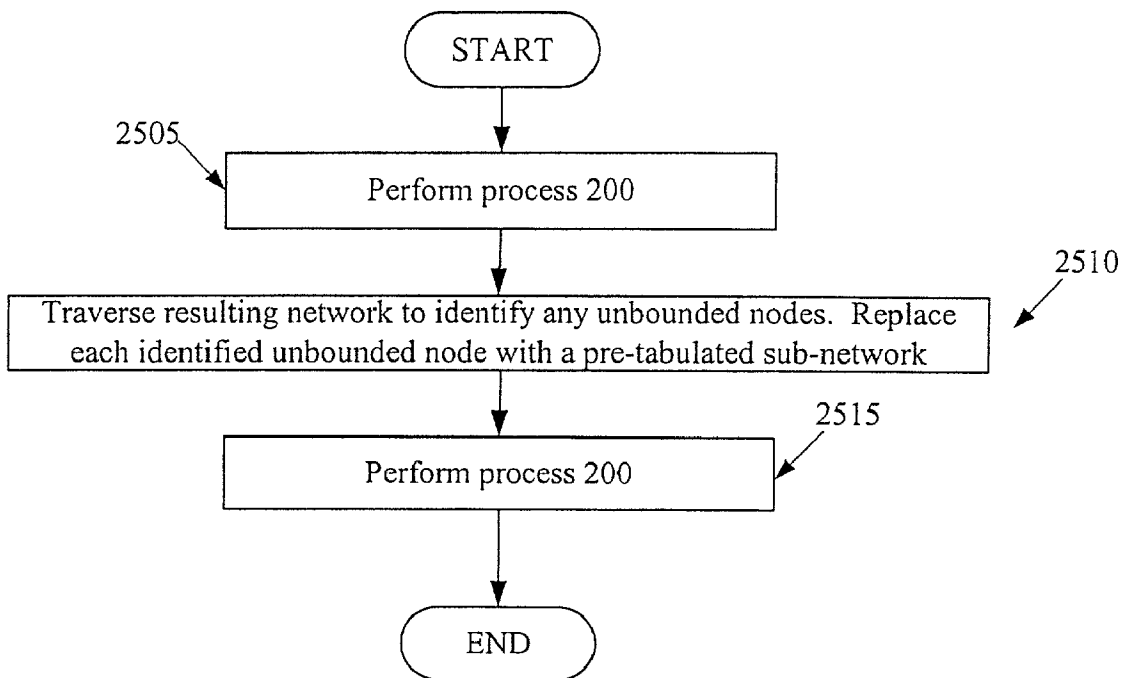 START
2505
Perform process 200
2510
Traverse resulting network to identify any unbounded nodes. Replace
each identified unbounded node with a pre-tabulated sub-network
2515
Perform process 200
END